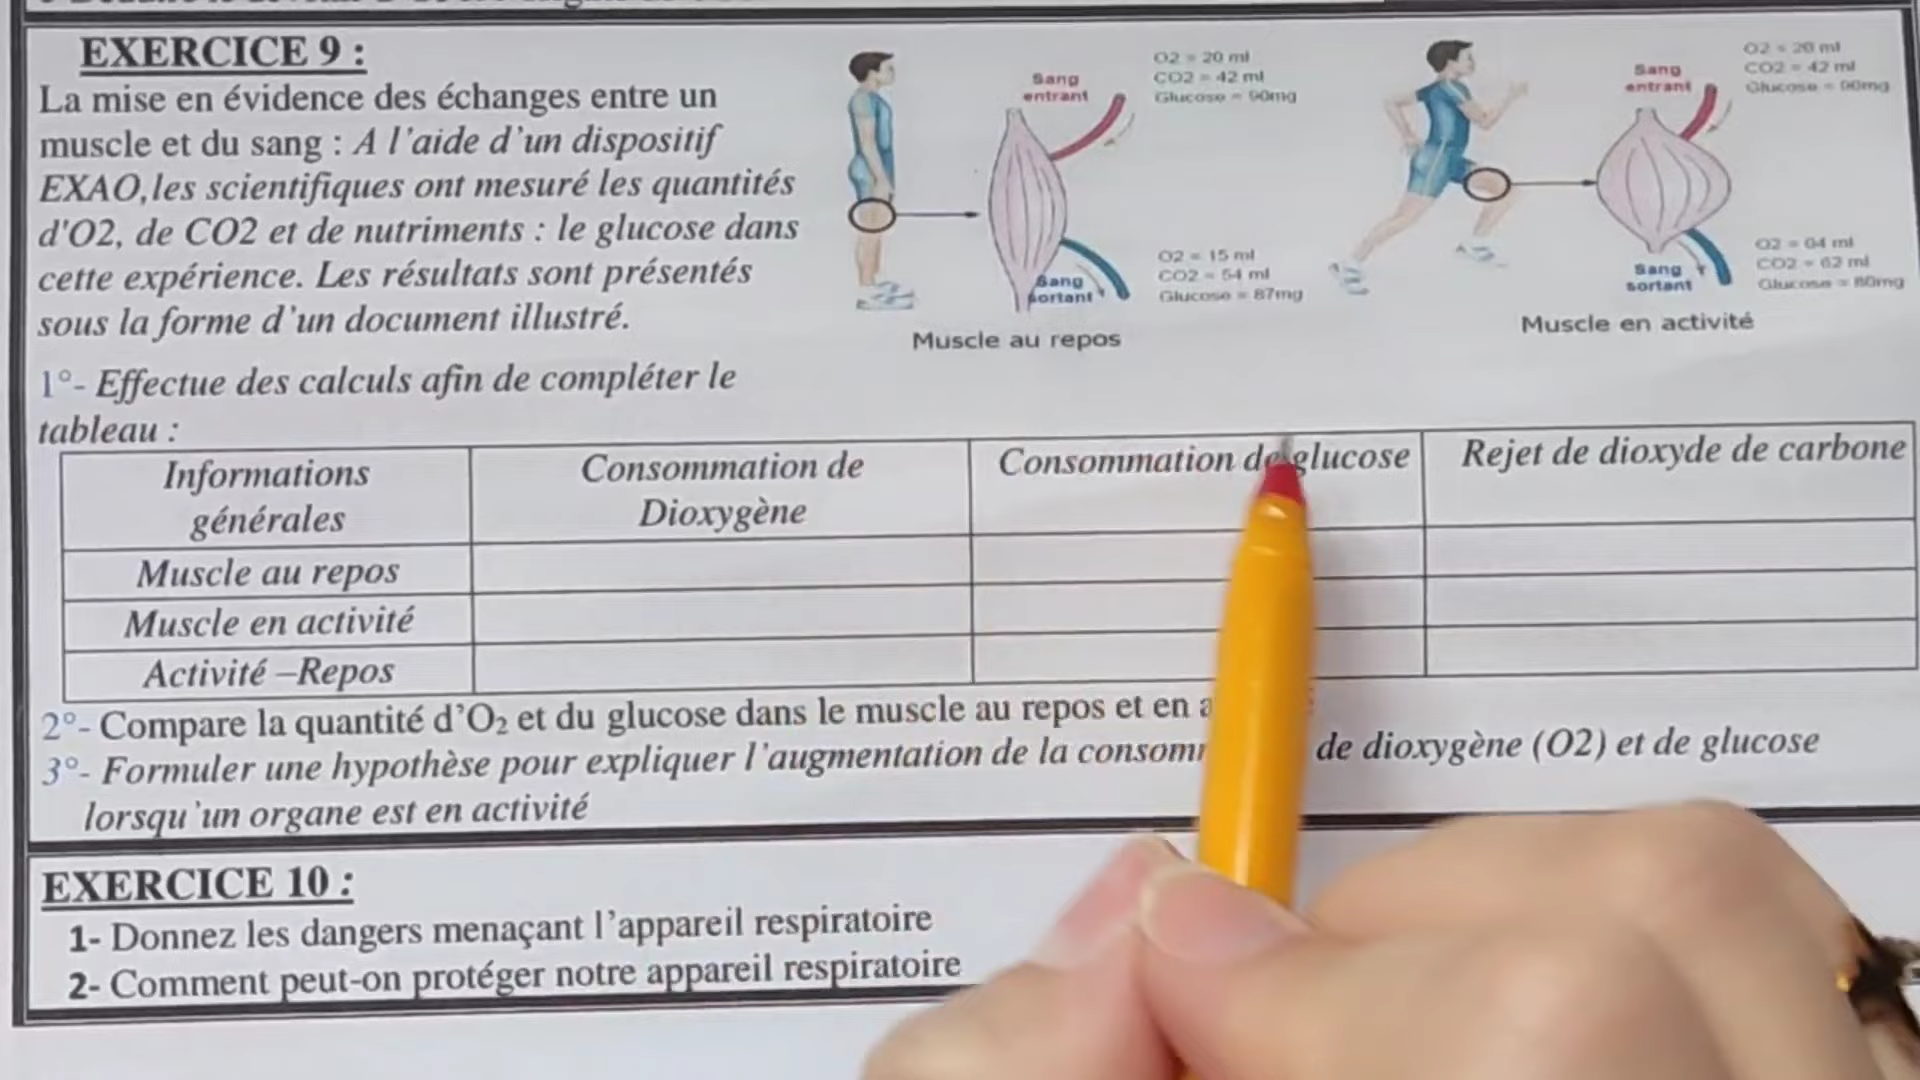 EXERCICE 9 :
La mise en évidence des échanges entre un
muscle et du sang : A l'aide d'un dispositif
EXAO,les scientifiques ont mesuré les quantités
d'O2, de CO2 et de nutriments : le glucose dans
cette expérience. Les résultats sont présentés
sous la forme d'un document illustré.
Sang
entrant
O2 = 20 ml
CO2 = 42 ml
Glucose = 90mg
Sang
sortant
O2 = 15 ml
CO2 = 54 ml
Glucose = 87mg
Muscle au repos
Sang
entrant
O2 = 20 ml
CO2 = 42 ml
Glucose = 90mg
Sang
sortant
O2 = 04 ml
CO2 = 62 ml
Glucose = 80mg
Muscle en activité
1°- Effectue des calculs afin de compléter le
tableau :
Informations
générales
Consommation de
Dioxygène
Consommation de glucose
Rejet de dioxyde de carbone
Muscle au repos
Muscle en activité
Activité –Repos
2°- Compare la quantité d'O2 et du glucose dans le muscle au repos et en
3°- Formuler une hypothèse pour expliquer l'augmentation de la de dioxygène (O2) et de glucose
lorsqu'un organe est en activité
EXERCICE 10 :
1- Donnez les dangers menaçant l'appareil respiratoire
2- Comment peut-on protéger notre appareil respiratoire